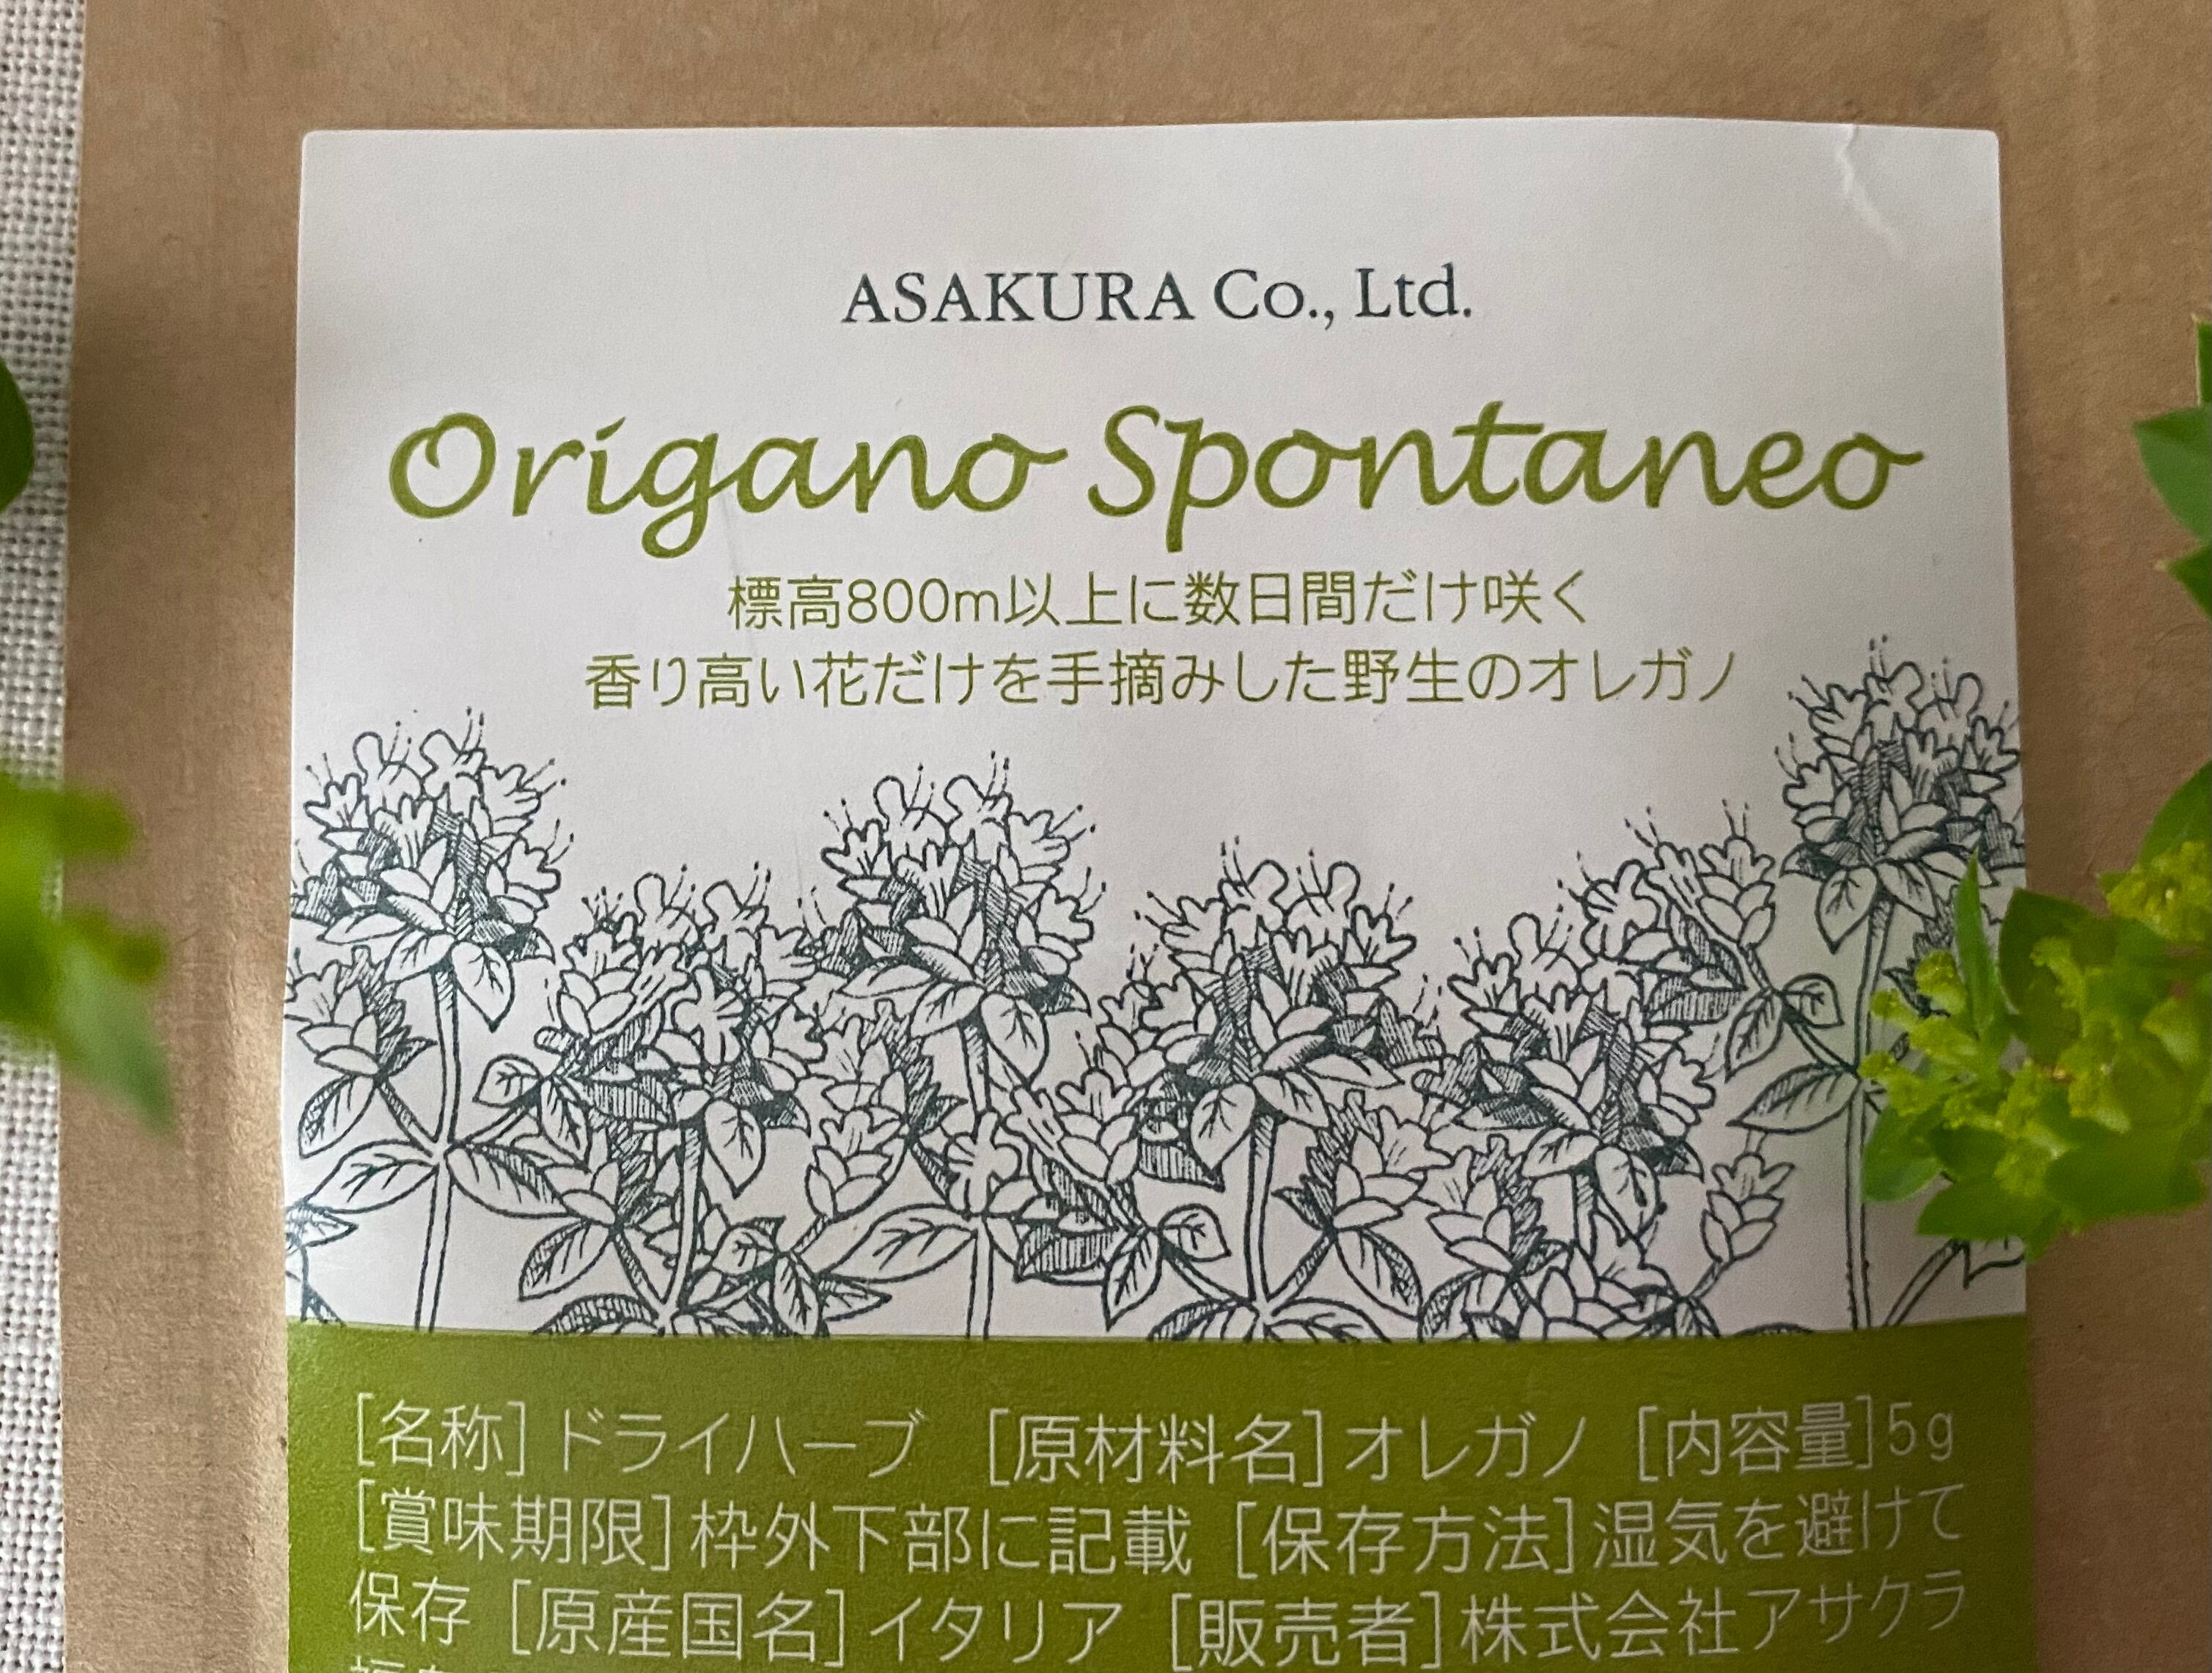 ASAKURA Co., Ltd.
Origano Spontaneo
標高800m以上に数日間だけ咲く
香り高い花だけを手摘みした野生のオレガノ
[名称]ドライハーブ [原材料名]オレガノ [内容量]5g
[賞味期限]枠外下部に記載 [保存方法]湿気を避けて
保存 [原産国名]イタリア [販売者]株式会社アサクラ